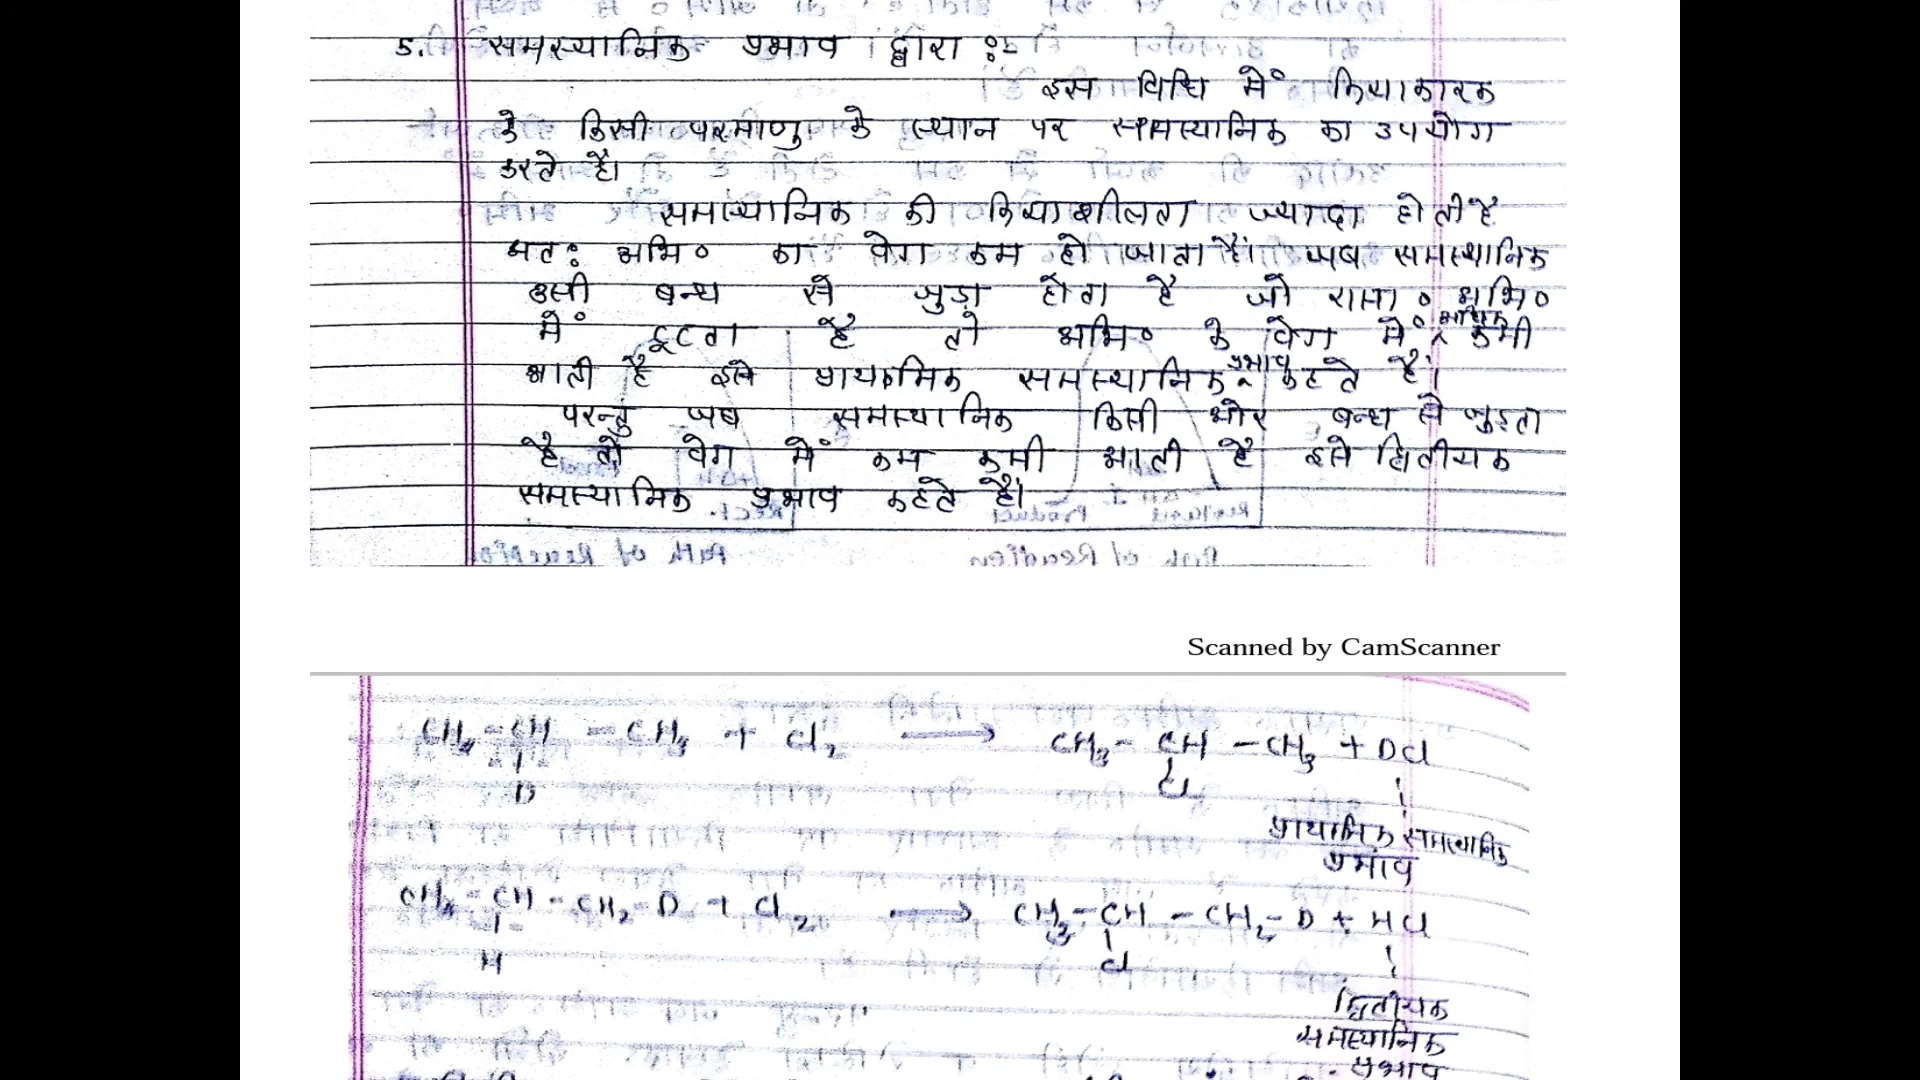 5. समस्थानिक प्रभाव द्वारा :-
इस विधि में क्रियाकारक
के किसी परमाणु के स्थान पर समस्थानिक का उपयोग
करते है।
समस्थानिक की क्रियाशीलता ज्यादा होती है
अतः अभि० का वेग कम हो जाता है। जब समस्थानिक
उसी बन्ध से जुड़ा होता है जो रासा० अभि०
में टूटता है तो अभि० के वेग में अधिक कमी
आती है इसे प्राथमिक समस्थानिक प्रभाव कहते है।
परन्तु जब समस्थानिक किसी ओर बन्ध से जुड़ता
है तो वेग में कम कमी आती है इसे द्वितीयक
समस्थानिक प्रभाव कहते है।
Scanned by CamScanner
CH3 - CH - CH3 + Cl2 → CH3 - CH - CH3 + DCl
D Cl
प्राथमिक समस्थानिक
प्रभाव
CH3 - CH - CH2 - D + Cl2 → CH3 - CH - CH2 - D + HCl
H Cl
द्वितीयक
समस्थानिक
प्रभाव